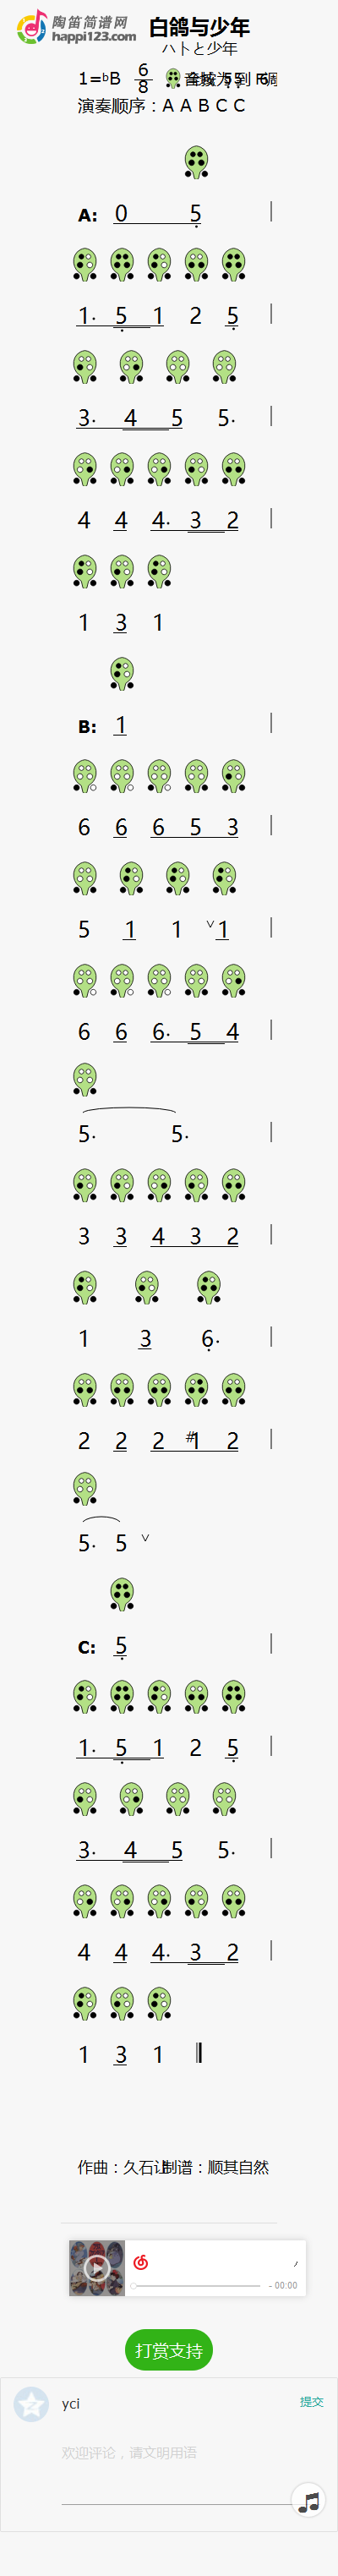 陶笛简谱网
happi123.com
白鸽与少年
ハトと少年
1=♭B 6/8
演奏顺序：A A B C C
A: 0 5 |
1· 5 1 2 5 |
3· 4 5 5· |
4 4 4· 3 2 |
1 3 1
B: 1 |
6 6 6 5 3 |
5 1 1 ∨ 1 |
6 6 6· 5 4 |
5· 5· |
3 3 4 3 2 |
1 3 6· |
2 2 2 #1 2 |
5· 5 ∨
C: 5 |
1· 5 1 2 5 |
3· 4 5 5· |
4 4 4· 3 2 |
1 3 1
作曲：久石让 制谱：顺其自然
- 00:00
打赏支持
yci 提交
欢迎评论，请文明用语